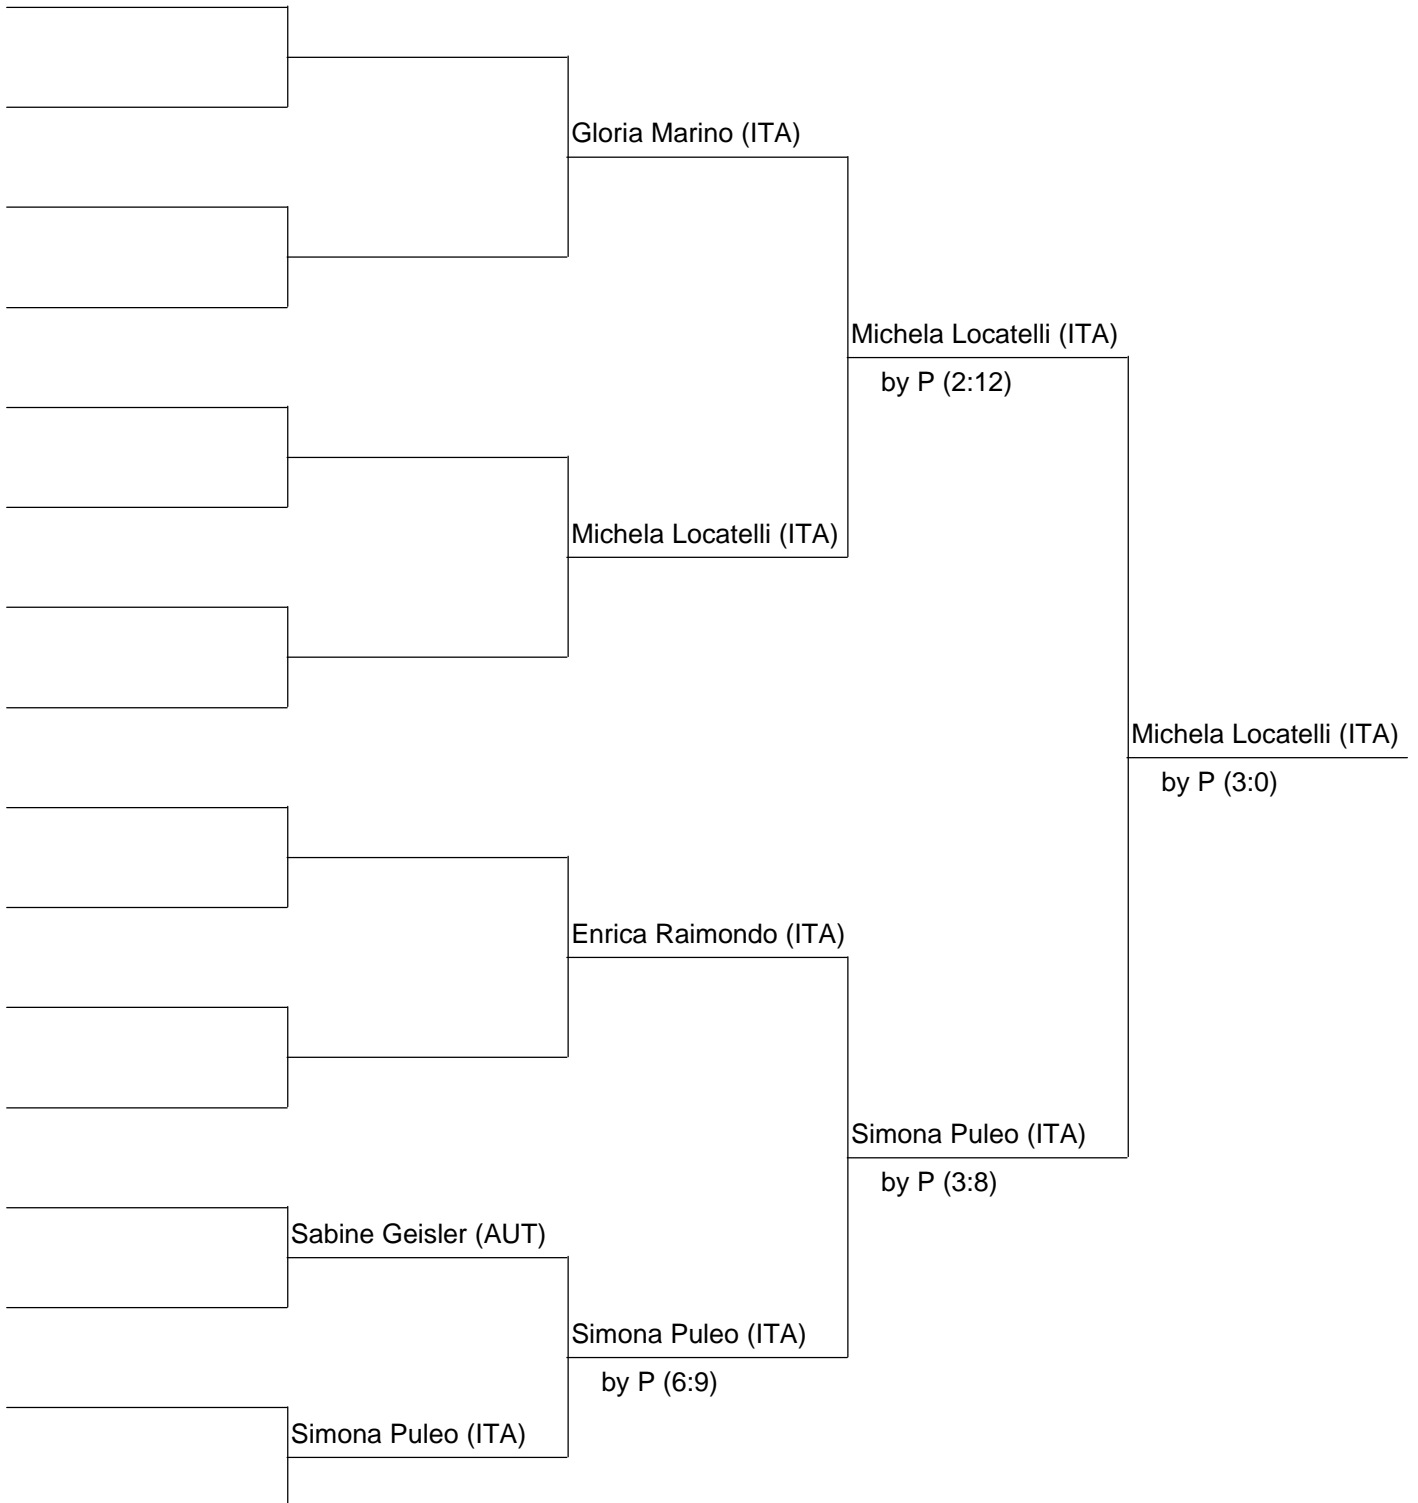 Gloria Marino (ITA)
Michela Locatelli (ITA)
by P (2:12)
Michela Locatelli (ITA)
Michela Locatelli (ITA)
by P (3:0)
Enrica Raimondo (ITA)
Simona Puleo (ITA)
by P (3:8)
Sabine Geisler (AUT)
Simona Puleo (ITA)
by P (6:9)
Simona Puleo (ITA)